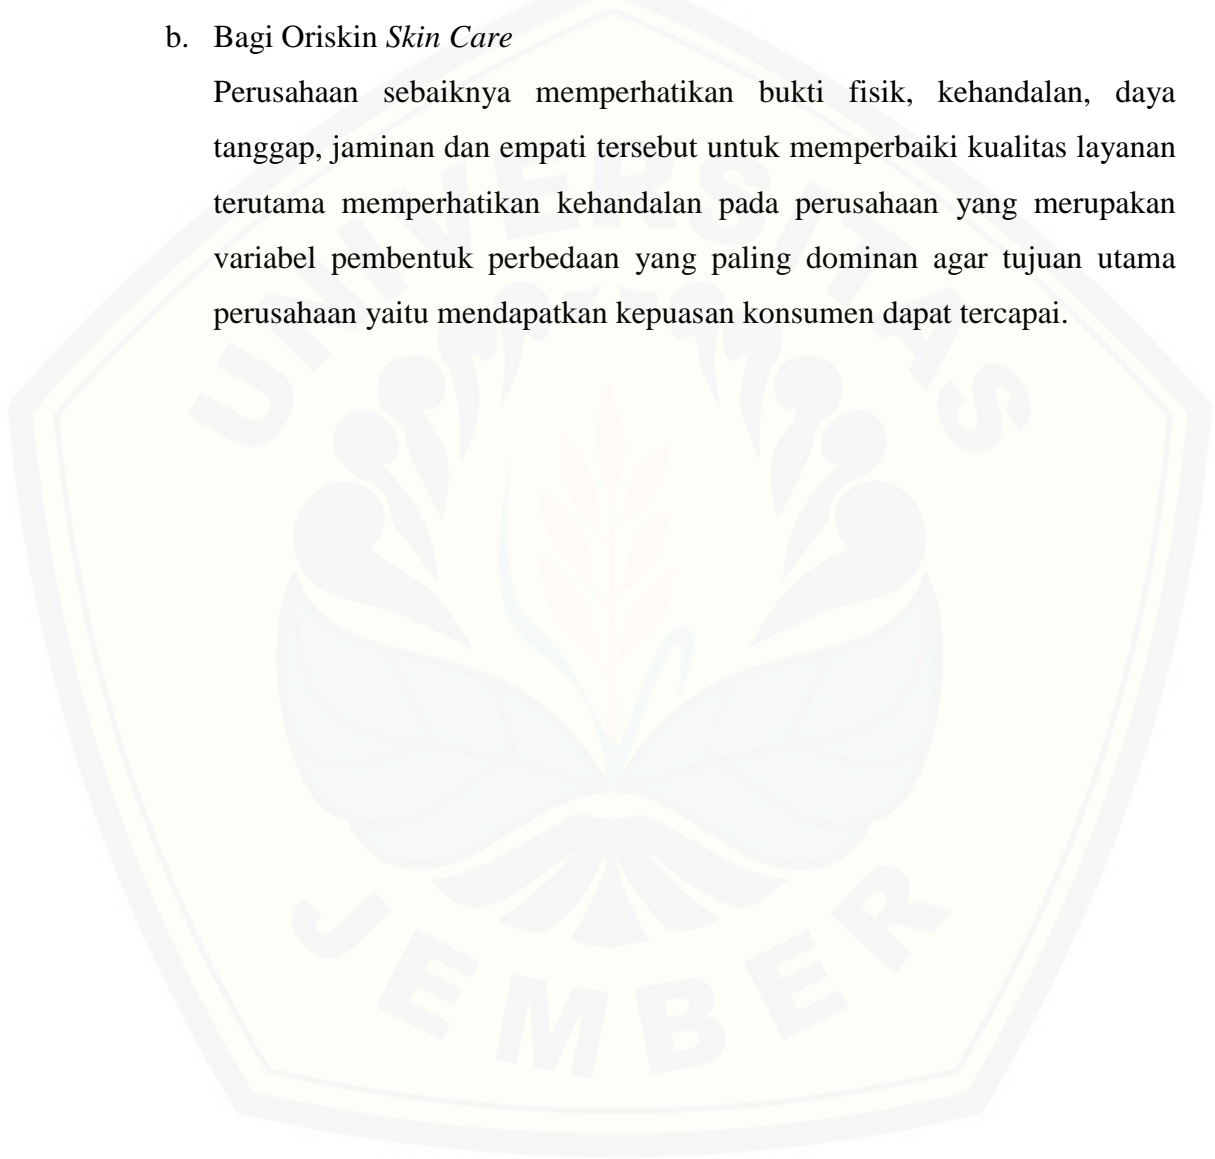 b. Bagi Oriskin Skin Care
Perusahaan sebaiknya memperhatikan bukti fisik, kehandalan, daya
tanggap, jaminan dan empati tersebut untuk memperbaiki kualitas layanan
terutama memperhatikan kehandalan pada perusahaan yang merupakan
variabel pembentuk perbedaan yang paling dominan agar tujuan utama
perusahaan yaitu mendapatkan kepuasan konsumen dapat tercapai.
UNIVERSITAS
JEMBER